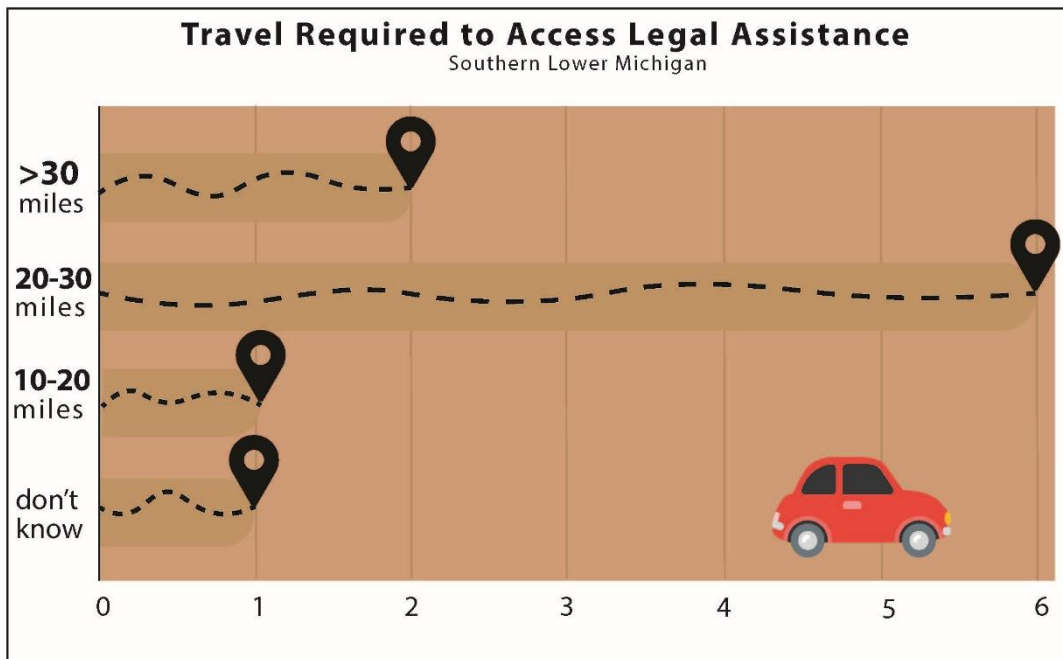 Travel Required to Access Legal Assistance
Southern Lower Michigan
>30
miles
20-30
miles
10-20
miles
don't
know
0 1 2 3 4 5 6